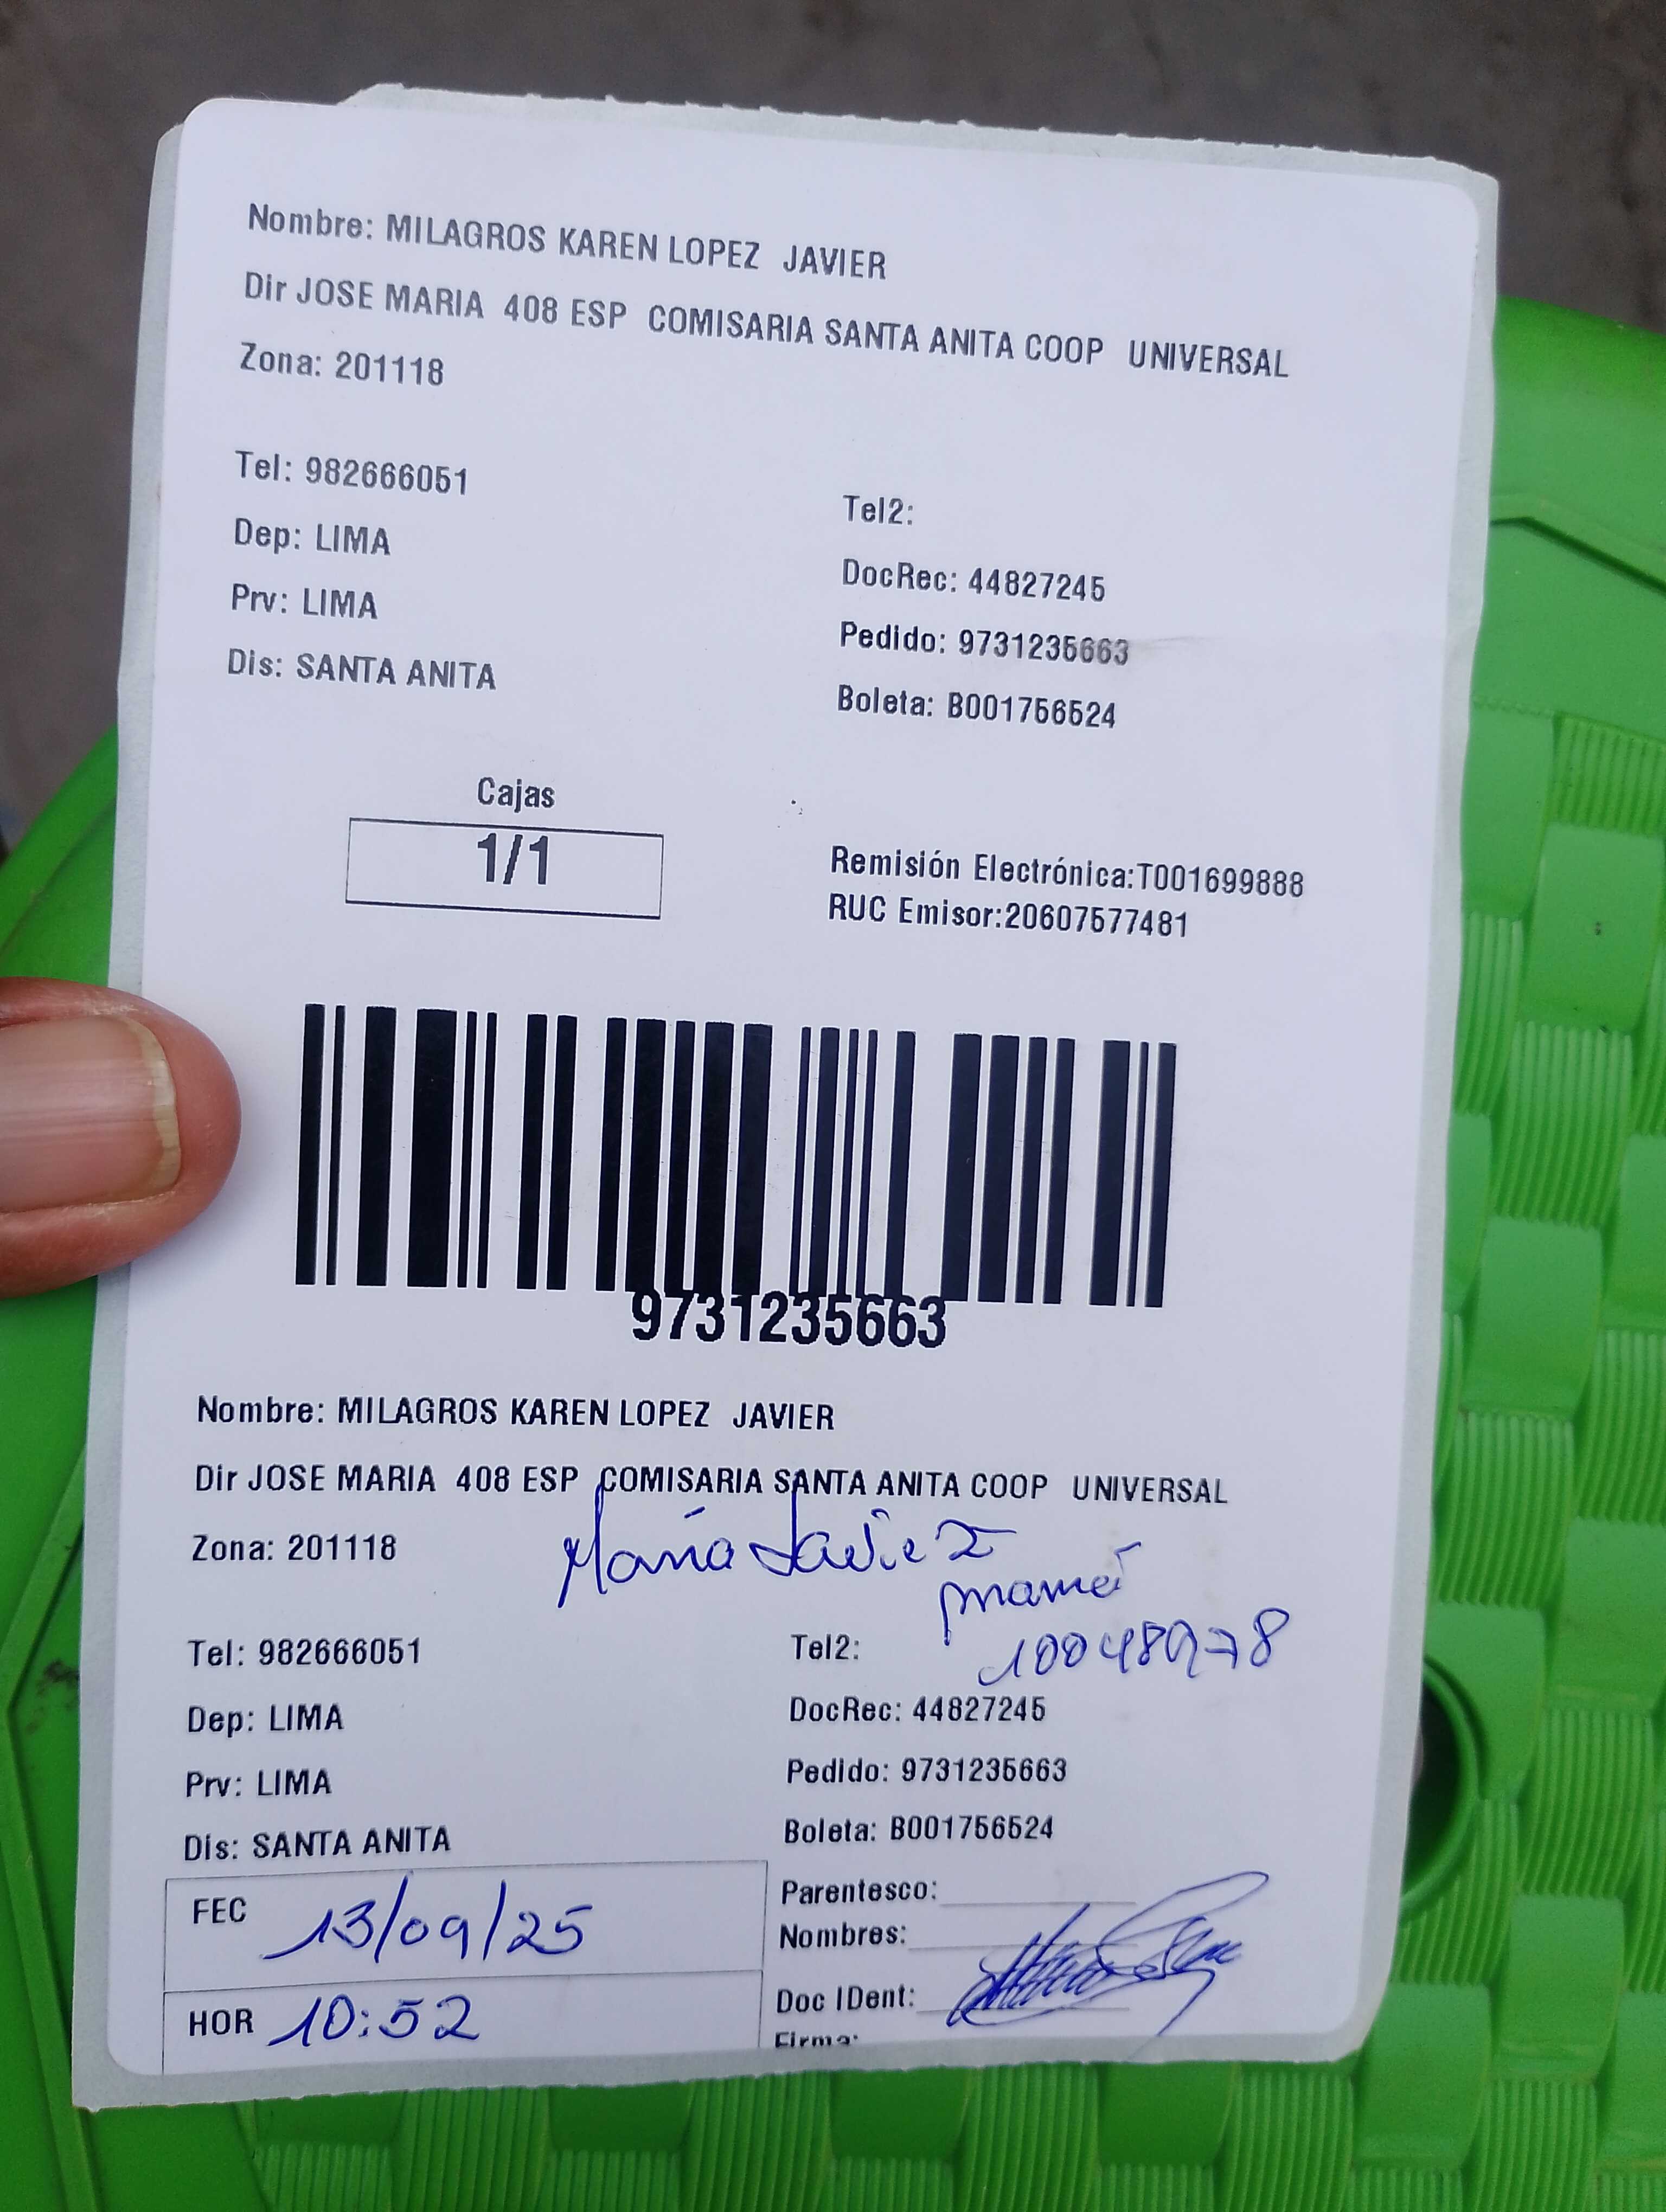 Nombre: MILAGROS KAREN LOPEZ JAVIER
Dir JOSE MARIA 408 ESP COMISARIA SANTA ANITA COOP UNIVERSAL
Zona: 201118
Tel: 982666051
Tel2:
Dep: LIMA
DocRec: 44827245
Prv: LIMA
Pedido: 9731235663
Dis: SANTA ANITA
Boleta: B001756524
Cajas
1/1
Remisión Electrónica:T001699888
RUC Emisor:20607577481
9731235663
Nombre: MILAGROS KAREN LOPEZ JAVIER
Dir JOSE MARIA 408 ESP COMISARIA SANTA ANITA COOP UNIVERSAL
Zona: 201118
María Javier
mamá
10048978
Tel: 982666051
Tel2:
Dep: LIMA
DocRec: 44827245
Prv: LIMA
Pedido: 9731235663
Dis: SANTA ANITA
Boleta: B001756524
FEC 13/09/25
Parentesco:
Nombres:
HOR 10:52
Doc IDent:
Firma: